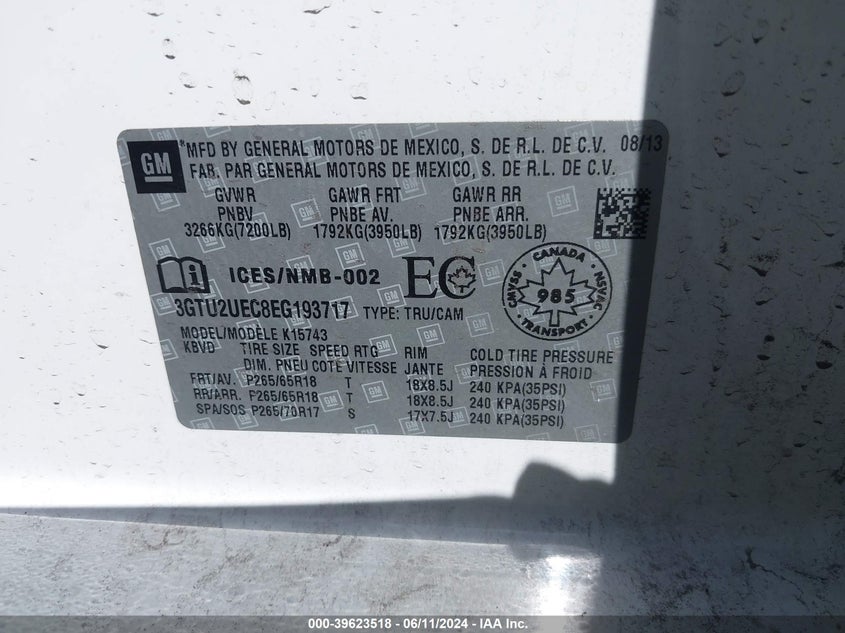 GM
*MFD BY GENERAL MOTORS DE MEXICO, S. DE R.L. DE C.V. 08/13
FAR. PAR GENERAL MOTORS DE MEXICO, S. DE R.L. DE C.V.
GVWR GAWR FRT GAWR RR
PNBV PNBE AV. PNBE ARR.
3266KG(7200LB) 1792KG(3950LB) 1792KG(3950LB)
ICES/NMB-002 EC
CANADA
CMVSS NSVAC
985
TRANSPORT
3GTU2UEC8EG193717 TYPE: TRU/CAM
MODEL/MODÈLE K15743
KBVD TIRE SIZE SPEED RTG RIM COLD TIRE PRESSURE
DIM. PNEU COTE VITESSE JANTE PRESSION À FROID
FRT/AV. P265/65R18 T 18X8.5J 240 KPA(35PSI)
RR/ARR. P265/65R18 T 18X8.5J 240 KPA(35PSI)
SPA/SOS P265/70R17 S 17X7.5J 240 KPA(35PSI)
000-39623518 - 06/11/2024 - IAA Inc.